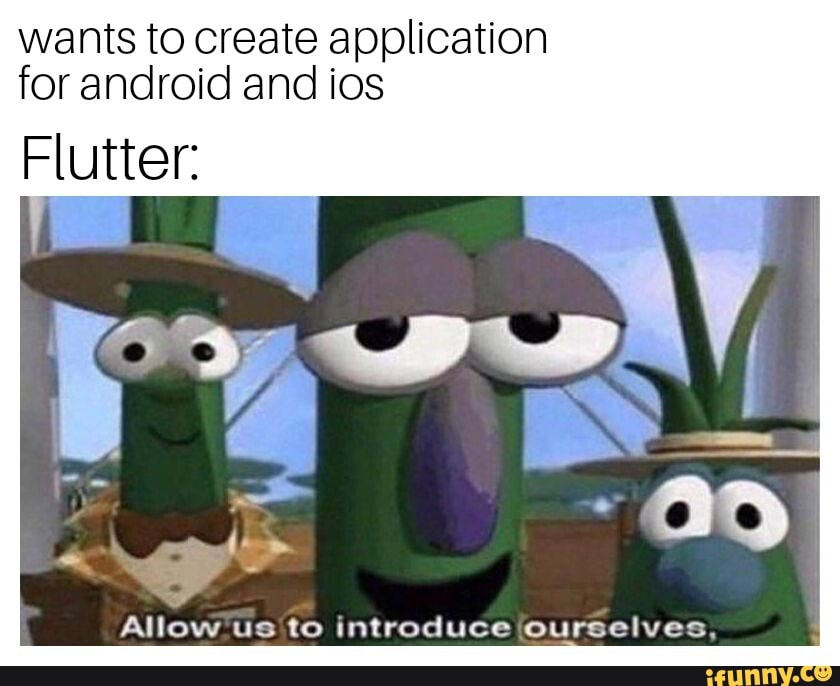 wants to create application
for android and ios
Flutter:
Allow us to introduce ourselves,
ifunny.co